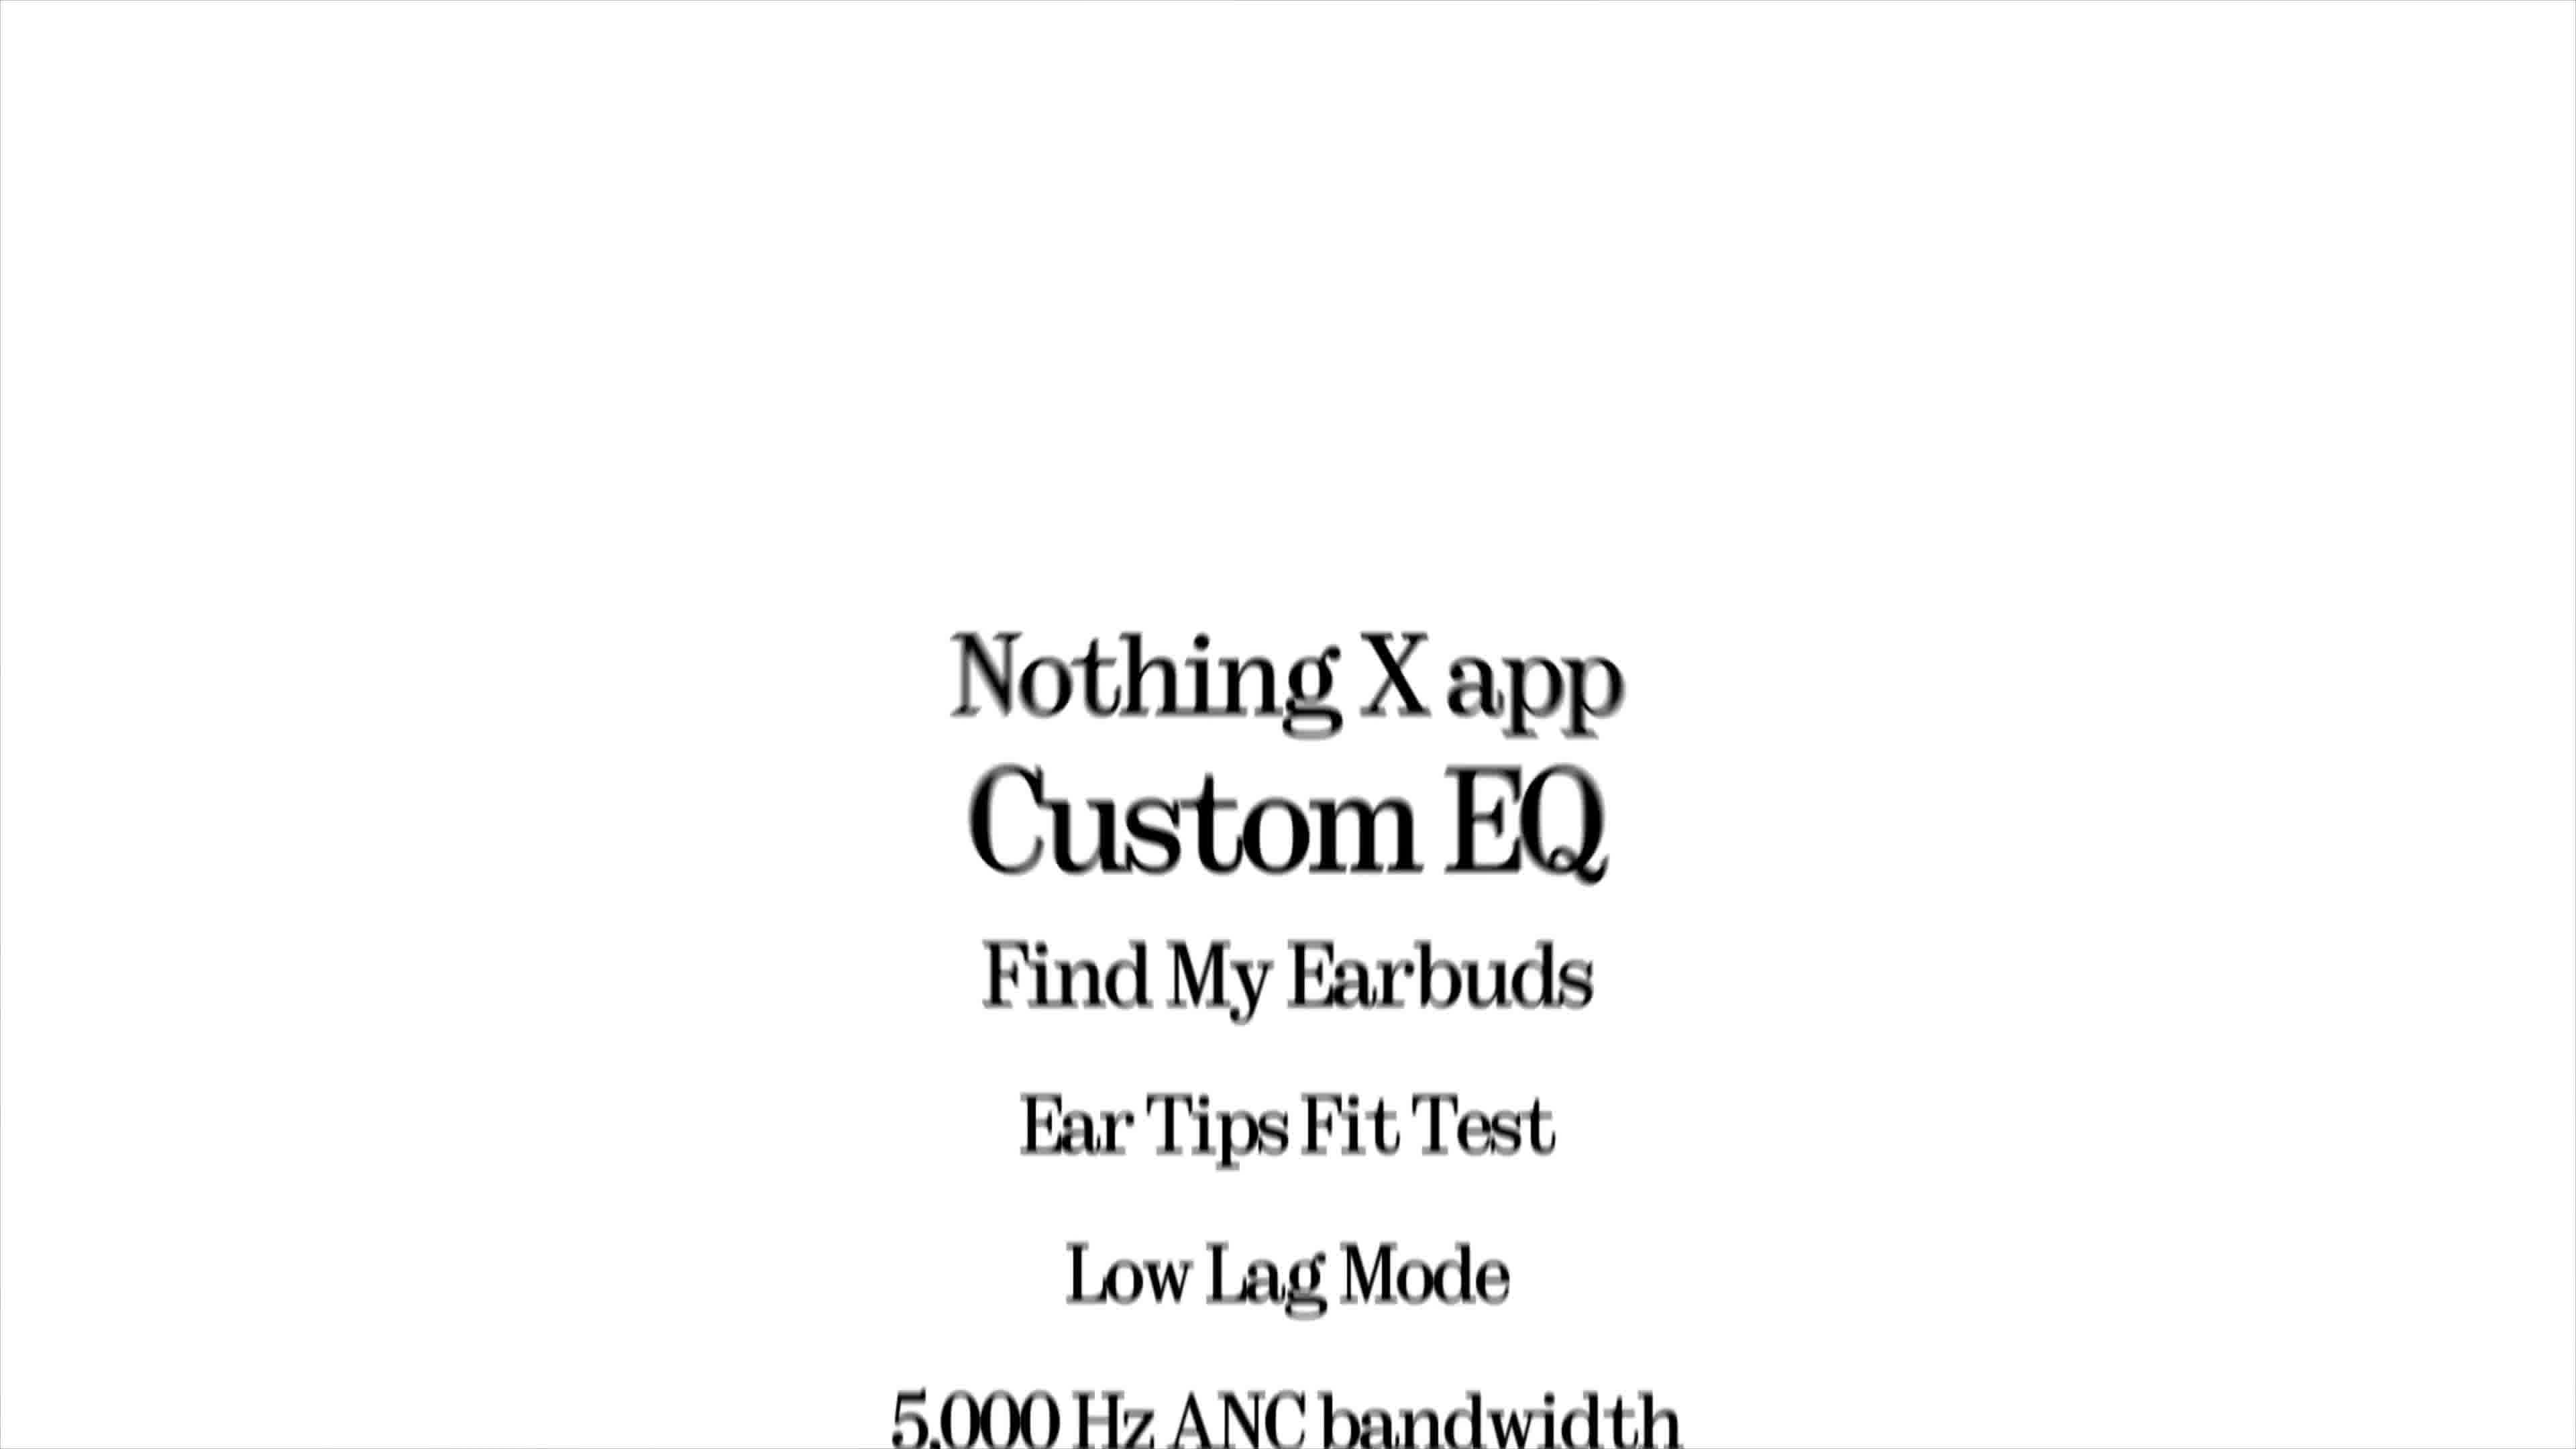 Nothing X app
Custom EQ
Find My Earbuds
Ear Tips Fit Test
Low Lag Mode
5,000 Hz ANC bandwidth